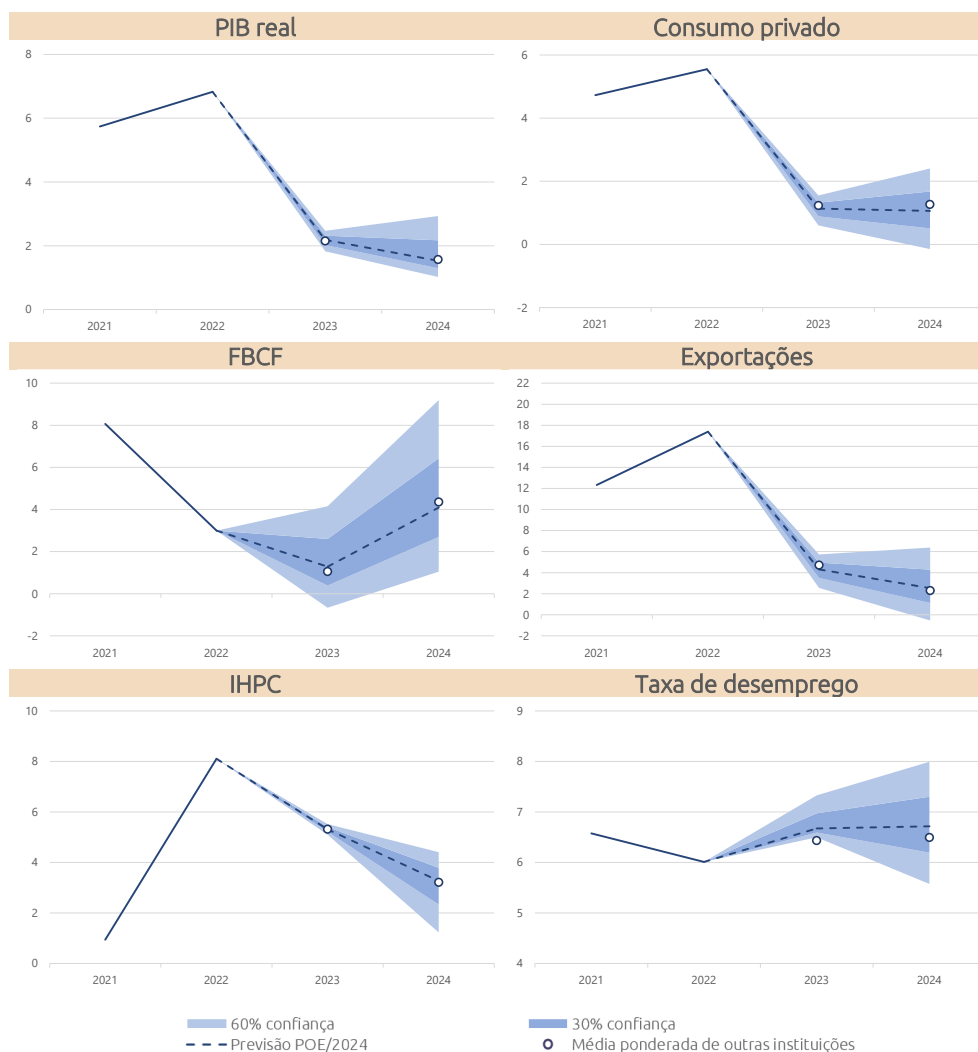 PIB real
8
6
4
2
0
2021 2022 2023 2024
Consumo privado
6
4
2
0
-2
2021 2022 2023 2024
FBCF
10
8
6
4
2
0
-2
2021 2022 2023 2024
Exportações
22
20
18
16
14
12
10
8
6
4
2
0
-2
2021 2022 2023 2024
IHPC
10
8
6
4
2
0
2021 2022 2023 2024
Taxa de desemprego
9
8
7
6
5
4
2021 2022 2023 2024
60% confiança
30% confiança
Previsão POE/2024
Média ponderada de outras instituições